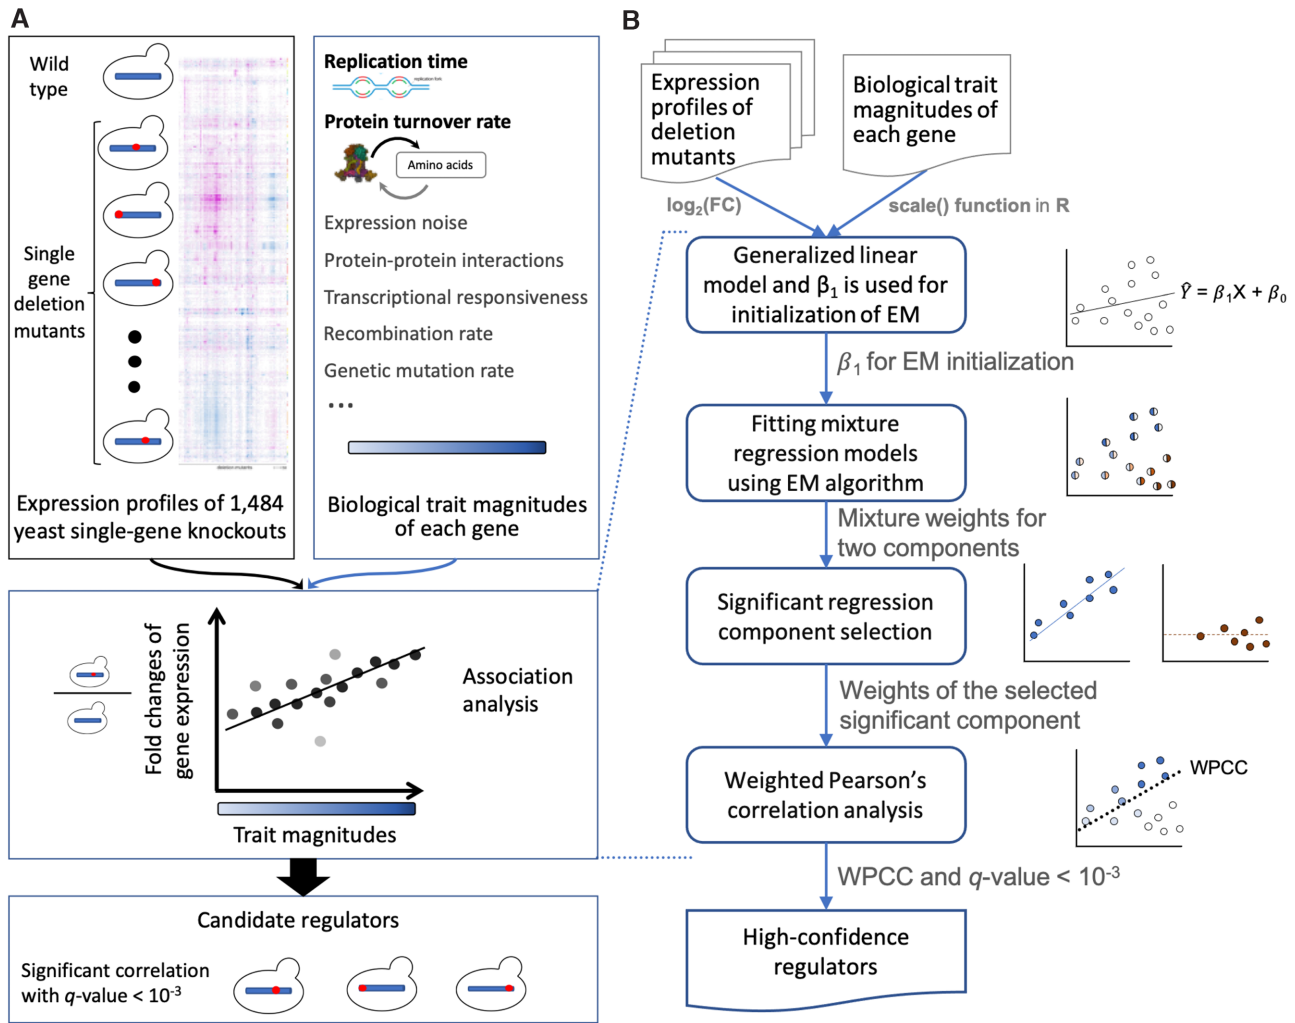 A
Wild
type
Single
gene
deletion
mutants
deletion mutants
Expression profiles of 1,484
yeast single-gene knockouts
Replication time
replication fork
Protein turnover rate
Amino acids
Expression noise
Protein-protein interactions
Transcriptional responsiveness
Recombination rate
Genetic mutation rate
...
Biological trait magnitudes
of each gene
Fold changes of
gene expression
Trait magnitudes
Association
analysis
Candidate regulators
Significant correlation
with q-value < 10⁻³
B
Expression
profiles of
deletion
mutants
Biological trait
magnitudes of
each gene
log₂(FC)
scale() function in R
Generalized linear
model and β₁ is used for
initialization of EM
Ŷ = β₁X + β₀
β₁ for EM initialization
Fitting mixture
regression models
using EM algorithm
Mixture weights for
two components
Significant regression
component selection
Weights of the selected
significant component
Weighted Pearson’s
correlation analysis
WPCC
WPCC and q-value < 10⁻³
High-confidence
regulators